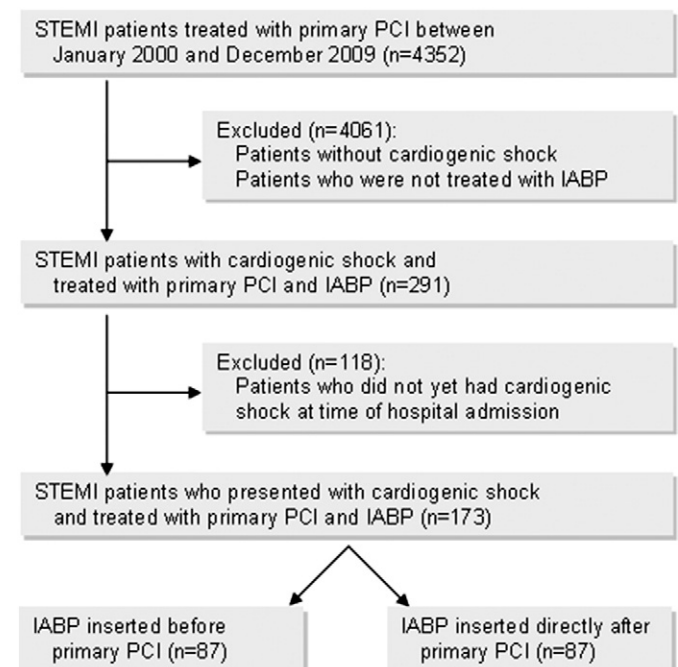 STEMI patients treated with primary PCI between
January 2000 and December 2009 (n=4352)
Excluded (n=4061):
Patients without cardiogenic shock
Patients who were not treated with IABP
STEMI patients with cardiogenic shock and
treated with primary PCI and IABP (n=291)
Excluded (n=118):
Patients who did not yet had cardiogenic
shock at time of hospital admission
STEMI patients who presented with cardiogenic shock
and treated with primary PCI and IABP (n=173)
IABP inserted before
primary PCI (n=87)
IABP inserted directly after
primary PCI (n=87)